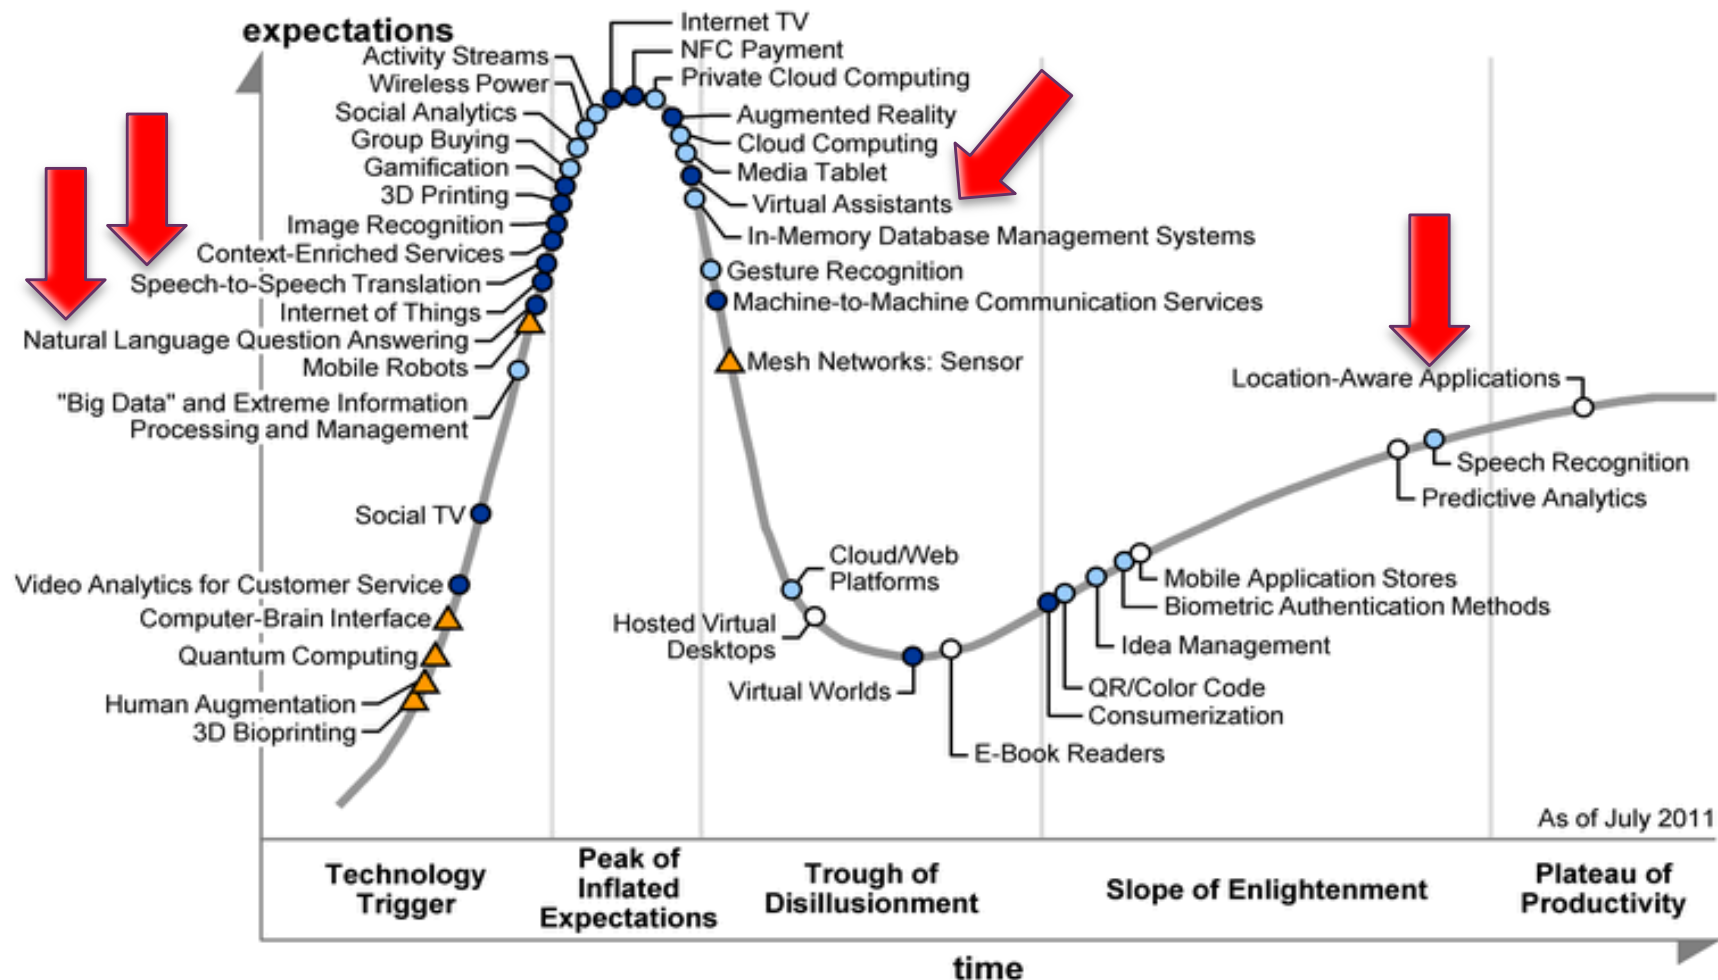 expectations
Internet TV
NFC Payment
Private Cloud Computing
Activity Streams
Wireless Power
Social Analytics
Group Buying
Gamification
3D Printing
Image Recognition
Context-Enriched Services
Speech-to-Speech Translation
Internet of Things
Natural Language Question Answering
Mobile Robots
"Big Data" and Extreme Information
Processing and Management
Social TV
Video Analytics for Customer Service
Computer-Brain Interface
Quantum Computing
Human Augmentation
3D Bioprinting
Augmented Reality
Cloud Computing
Media Tablet
Virtual Assistants
In-Memory Database Management Systems
Gesture Recognition
Machine-to-Machine Communication Services
Mesh Networks: Sensor
Cloud/Web
Platforms
Hosted Virtual
Desktops
Virtual Worlds
E-Book Readers
Location-Aware Applications
Speech Recognition
Predictive Analytics
Mobile Application Stores
Biometric Authentication Methods
Idea Management
QR/Color Code
Consumerization
As of July 2011
Technology
Trigger
Peak of
Inflated
Expectations
Trough of
Disillusionment
Slope of Enlightenment
Plateau of
Productivity
time